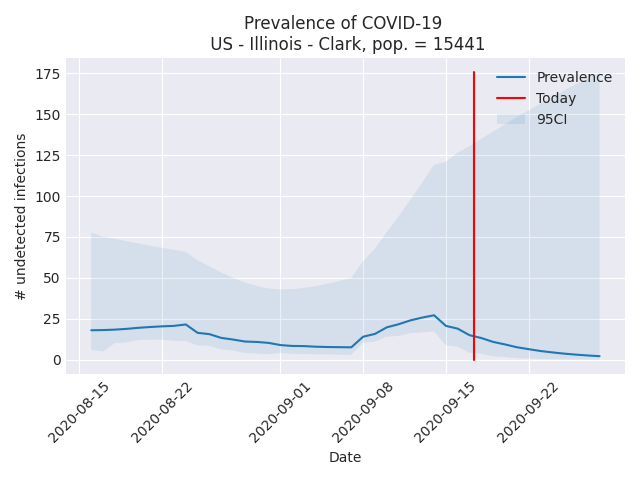 Prevalence of COVID-19
US - Illinois - Clark, pop. = 15441
175
150
125
100
75
50
25
0
# undetected infections
Prevalence
Today
95CI
2020-08-15
2020-08-22
2020-09-01
2020-09-08
2020-09-15
2020-09-22
Date